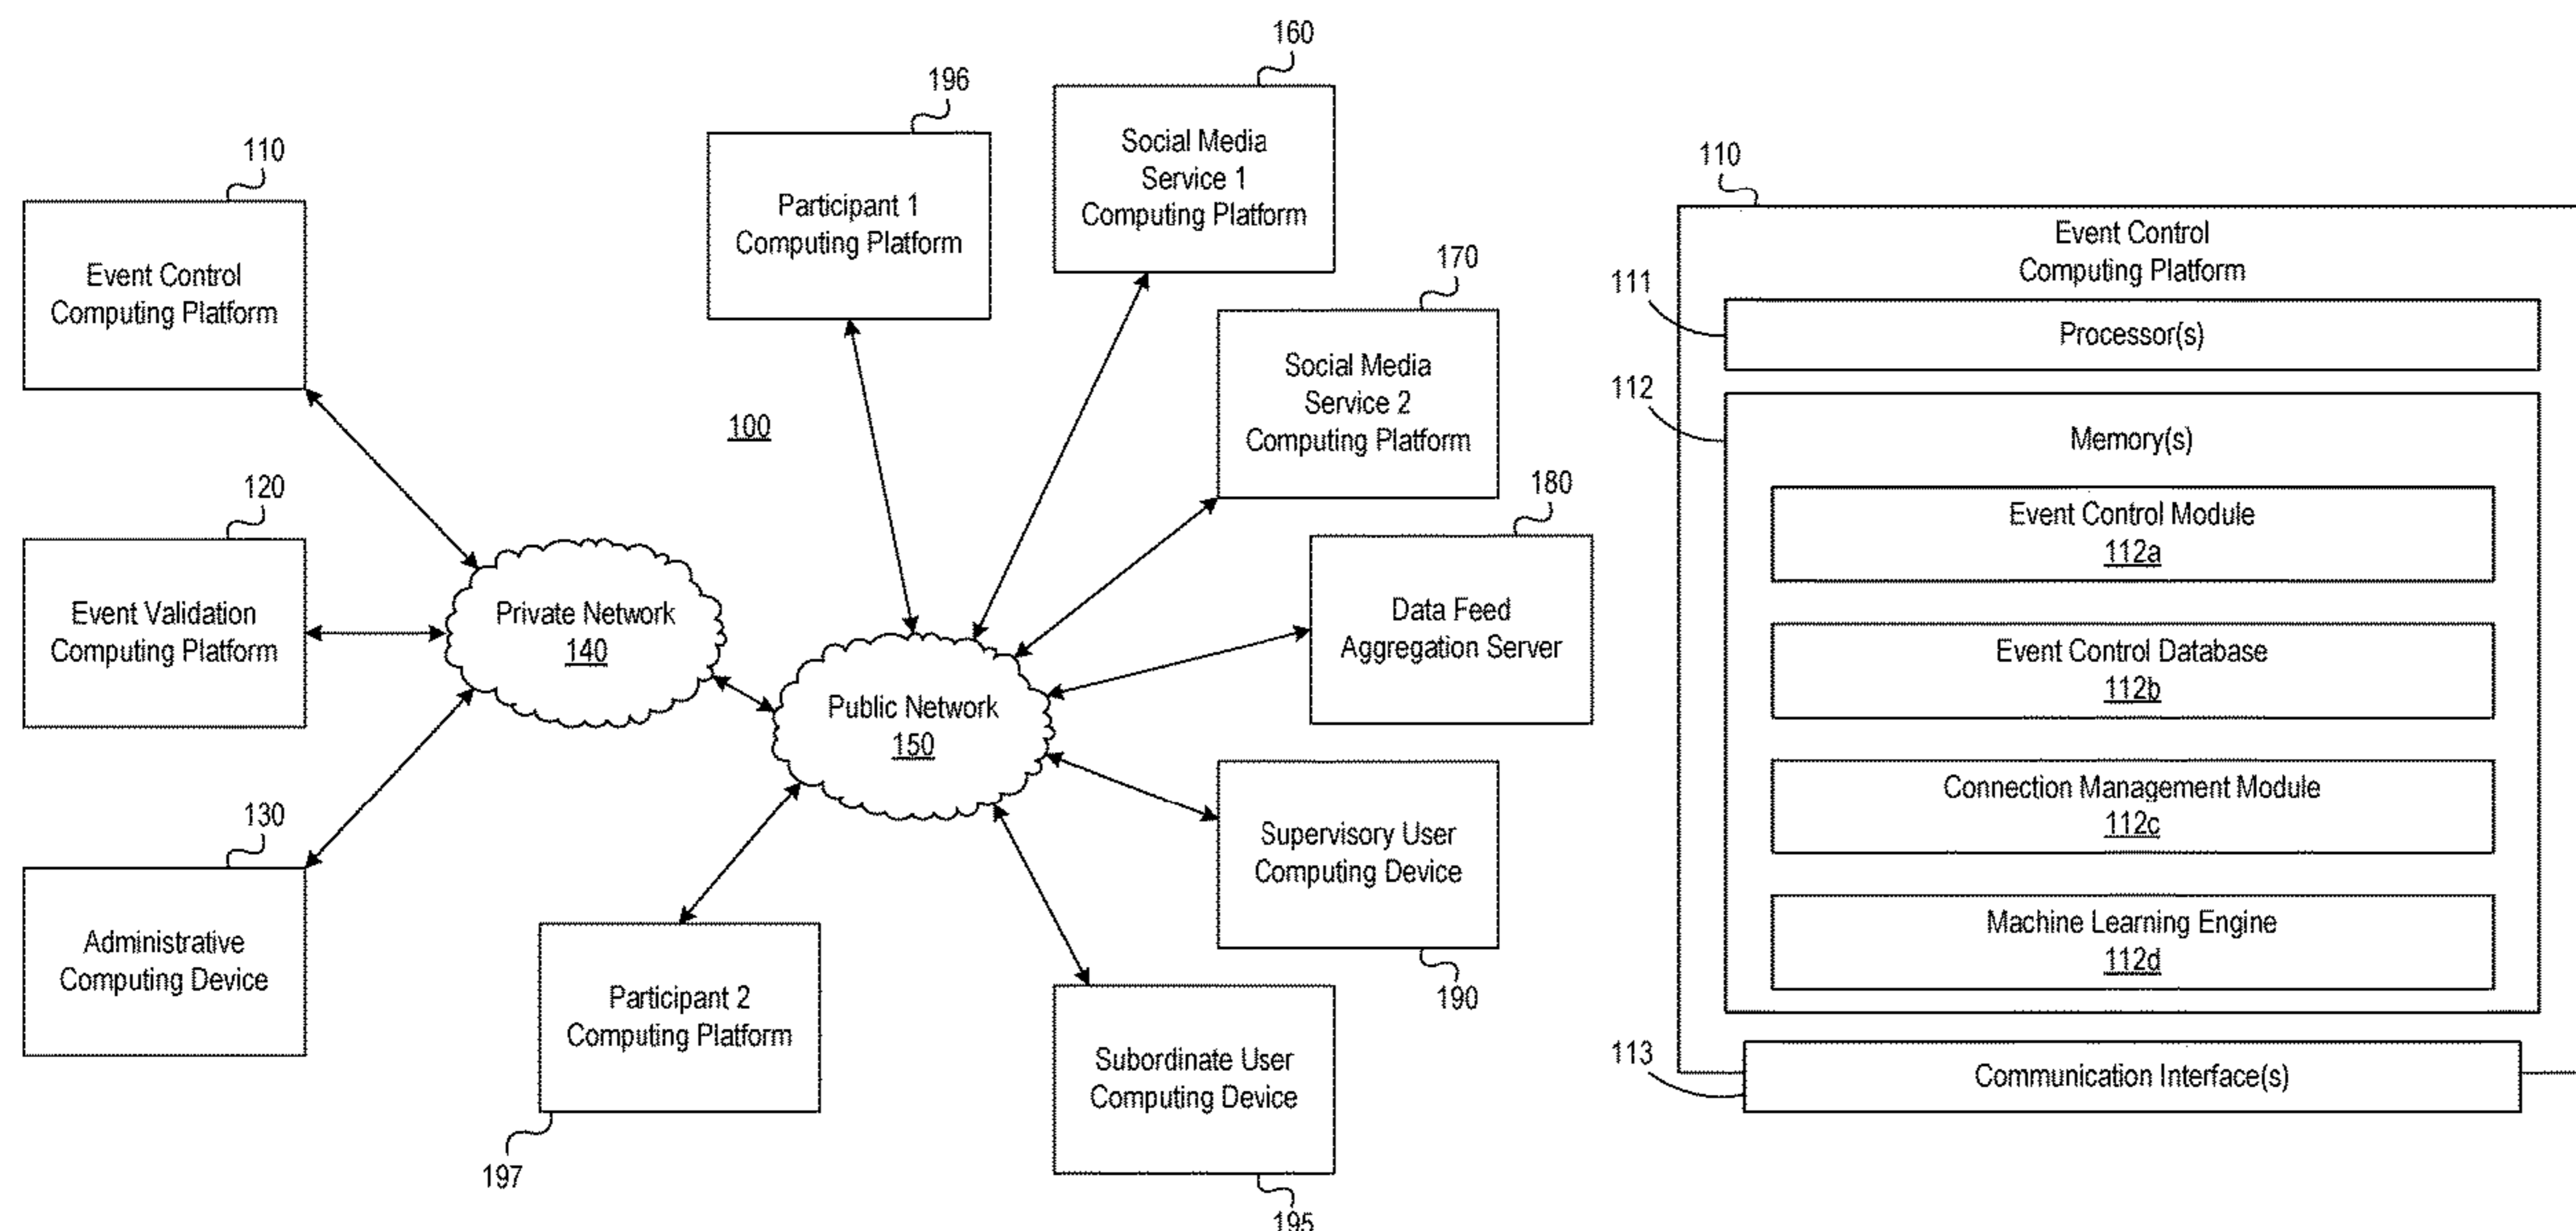 110
Event Control
Computing Platform
120
Event Validation
Computing Platform
130
Administrative
Computing Device
Private Network
140
100
196
Participant 1
Computing Platform
160
Social Media
Service 1
Computing Platform
170
Social Media
Service 2
Computing Platform
180
Data Feed
Aggregation Server
Public Network
150
Supervisory User
Computing Device
190
Subordinate User
Computing Device
195
Participant 2
Computing Platform
197
110
Event Control
Computing Platform
111
Processor(s)
112
Memory(s)
Event Control Module
112a
Event Control Database
112b
Connection Management Module
112c
Machine Learning Engine
112d
113
Communication Interface(s)